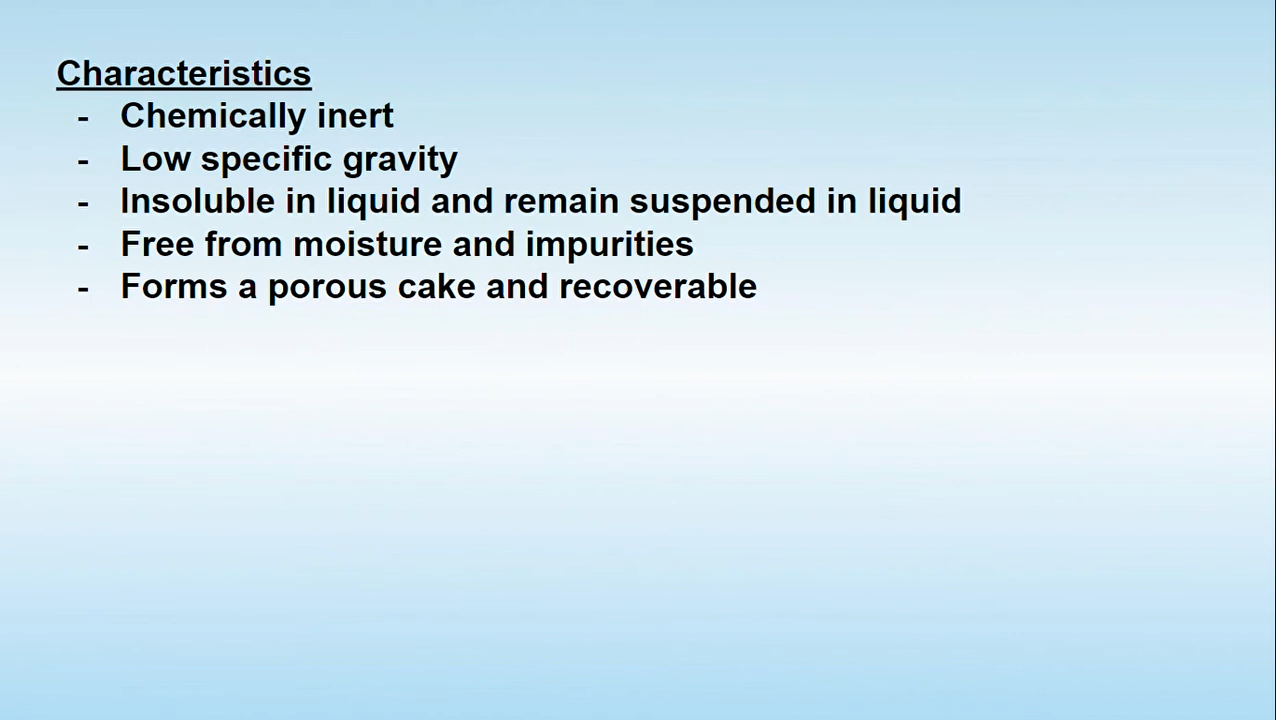 Characteristics
- Chemically inert
- Low specific gravity
- Insoluble in liquid and remain suspended in liquid
- Free from moisture and impurities
- Forms a porous cake and recoverable